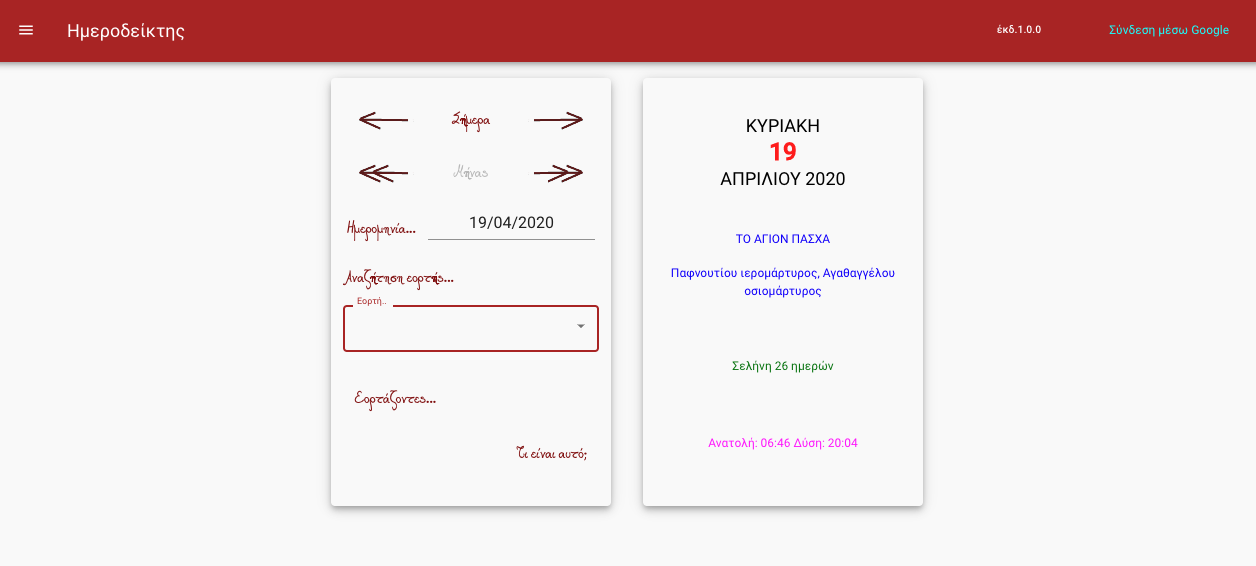 Ημεροδείκτης
έκδ.1.0.0
Σύνδεση μέσω Google
Σήμερα
Μήνας
Ημερομηνία...
19/04/2020
Αναζήτηση εορτής...
Εορτή..
Εορτάζοντες...
Τι είναι αυτό;
ΚΥΡΙΑΚΗ
19
ΑΠΡΙΛΙΟΥ 2020
ΤΟ ΑΓΙΟΝ ΠΑΣΧΑ
Παφνουτίου ιερομάρτυρος, Αγαθαγγέλου
οσιομάρτυρος
Σελήνη 26 ημερών
Ανατολή: 06:46 Δύση: 20:04